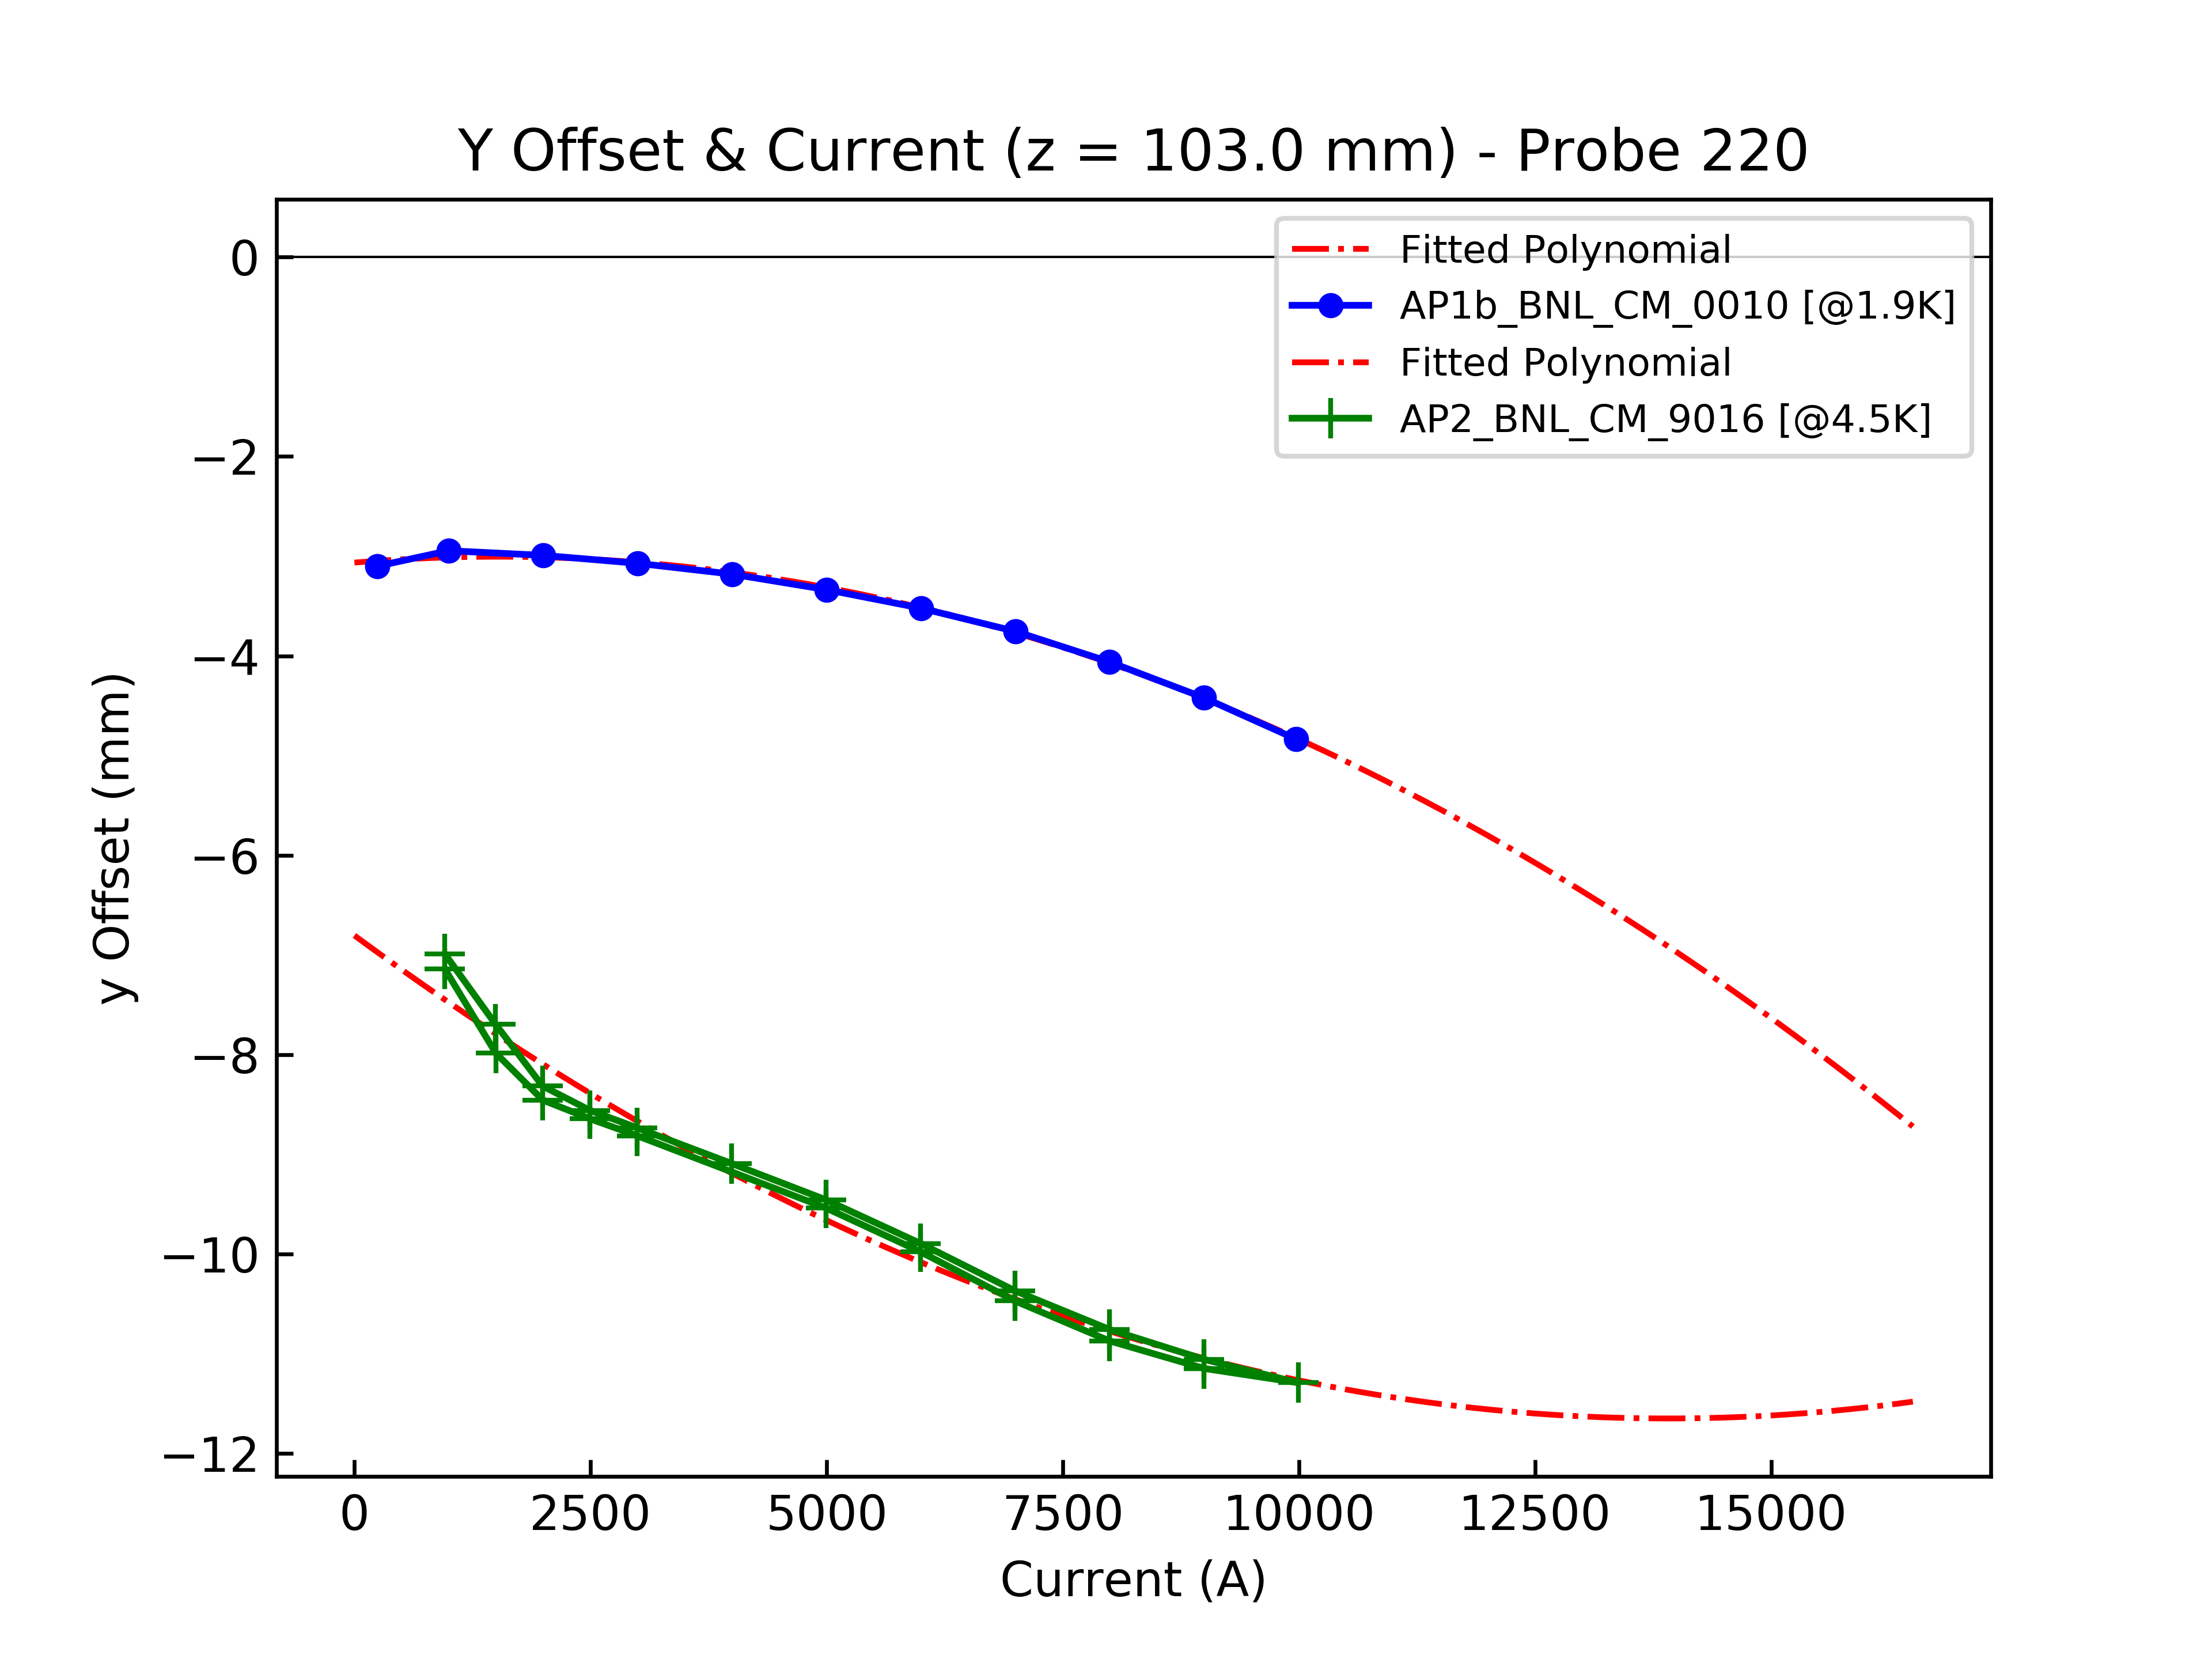 Y Offset & Current (z = 103.0 mm) - Probe 220
Fitted Polynomial
AP1b_BNL_CM_0010 [@1.9K]
Fitted Polynomial
AP2_BNL_CM_9016 [@4.5K]
y Offset (mm)
0
−2
−4
−6
−8
−10
−12
0 2500 5000 7500 10000 12500 15000
Current (A)